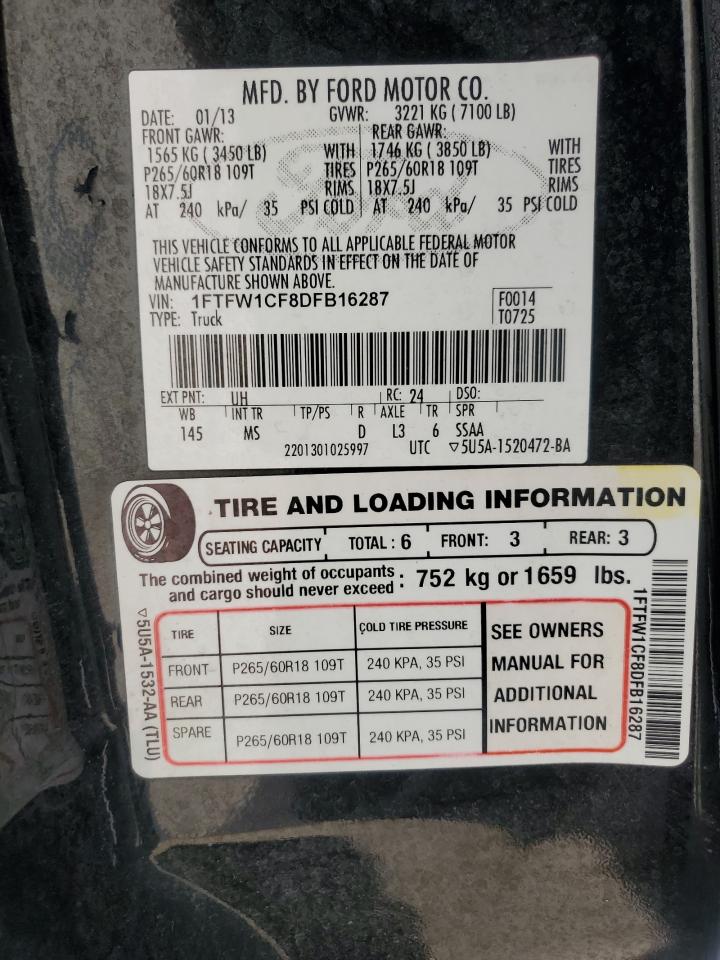 MFD. BY FORD MOTOR CO.
DATE: 01/13 GVWR: 3221 KG ( 7100 LB)
FRONT GAWR: REAR GAWR:
1565 KG ( 3450 LB) WITH 1746 KG ( 3850 LB) WITH
P265/60R18 109T TIRES P265/60R18 109T TIRES
18X7.5J RIMS 18X7.5J RIMS
AT 240 kPa/ 35 PSI COLD AT 240 kPa/ 35 PSI COLD
Ford
THIS VEHICLE CONFORMS TO ALL APPLICABLE FEDERAL MOTOR
VEHICLE SAFETY STANDARDS IN EFFECT ON THE DATE OF
MANUFACTURE SHOWN ABOVE.
VIN: 1FTFW1CF8DFB16287 F0014
TYPE: Truck T0725
EXT PNT: UH RC: 24 DSO:
WB INT TR TP/PS R AXLE TR SPR
145 MS D L3 6 SSAA
2201301025997 UTC ▽5U5A-1520472-BA
TIRE AND LOADING INFORMATION
SEATING CAPACITY TOTAL: 6 FRONT: 3 REAR: 3
The combined weight of occupants
and cargo should never exceed : 752 kg or 1659 lbs.
TIRE SIZE COLD TIRE PRESSURE
FRONT P265/60R18 109T 240 KPA, 35 PSI
REAR P265/60R18 109T 240 KPA, 35 PSI
SPARE P265/60R18 109T 240 KPA, 35 PSI
SEE OWNERS
MANUAL FOR
ADDITIONAL
INFORMATION
▽5U5A-1532-AA (TLU)
1FTFW1CF8DFB16287